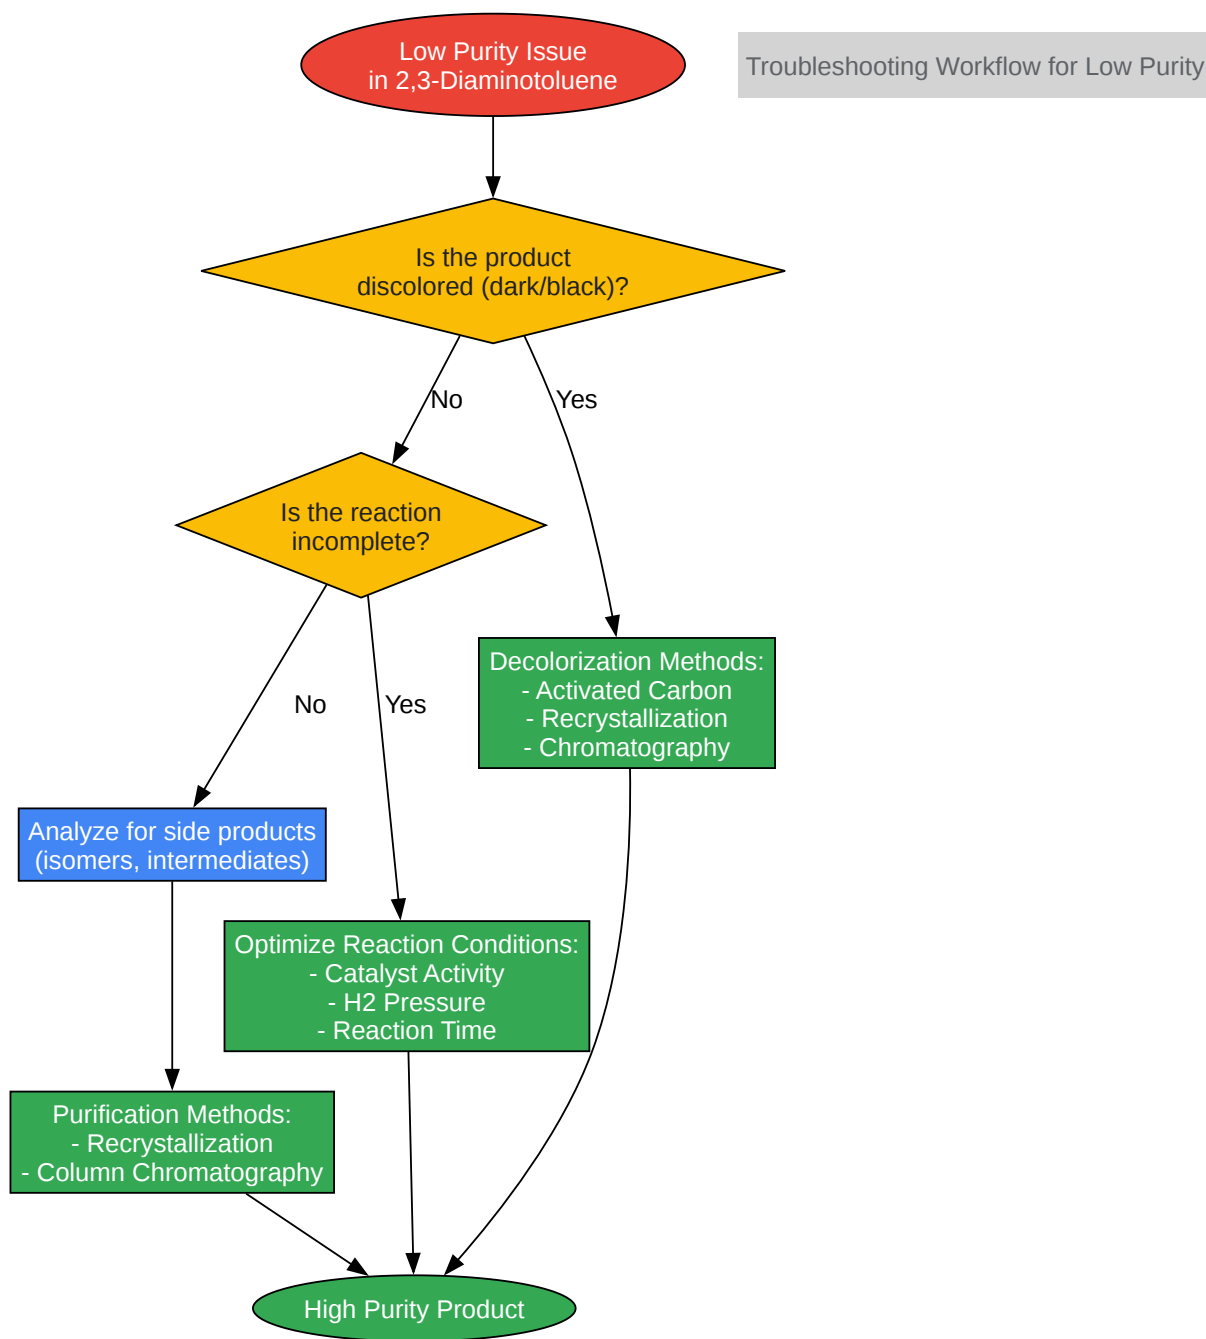 Low Purity Issue
in 2,3-Diaminotoluene
Troubleshooting Workflow for Low Purity
Is the product
discolored (dark/black)?
No
Yes
Is the reaction
incomplete?
No
Yes
Decolorization Methods:
- Activated Carbon
- Recrystallization
- Chromatography
Analyze for side products
(isomers, intermediates)
Optimize Reaction Conditions:
- Catalyst Activity
- H2 Pressure
- Reaction Time
Purification Methods:
- Recrystallization
- Column Chromatography
High Purity Product